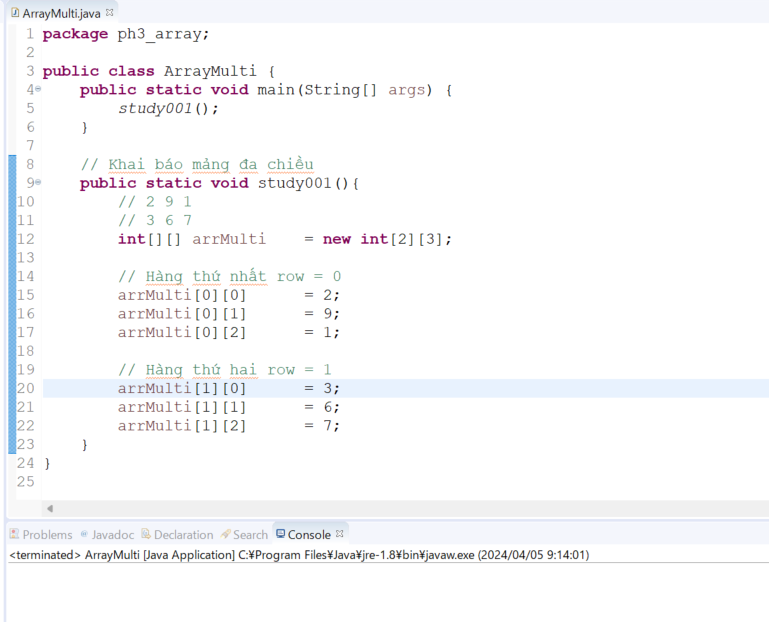 ArrayMulti.java
1 package ph3_array;
2
3 public class ArrayMulti {
4 public static void main(String[] args) {
5 study001();
6 }
7
8 // Khai báo mảng đa chiều
9 public static void study001(){
10 // 2 9 1
11 // 3 6 7
12 int[][] arrMulti = new int[2][3];
13
14 // Hàng thứ nhất row = 0
15 arrMulti[0][0] = 2;
16 arrMulti[0][1] = 9;
17 arrMulti[0][2] = 1;
18
19 // Hàng thứ hai row = 1
20 arrMulti[1][0] = 3;
21 arrMulti[1][1] = 6;
22 arrMulti[1][2] = 7;
23 }
24 }
25
Problems Javadoc Declaration Search Console
<terminated> ArrayMulti [Java Application] C:¥Program Files¥Java¥jre-1.8¥bin¥javaw.exe (2024/04/05 9:14:01)